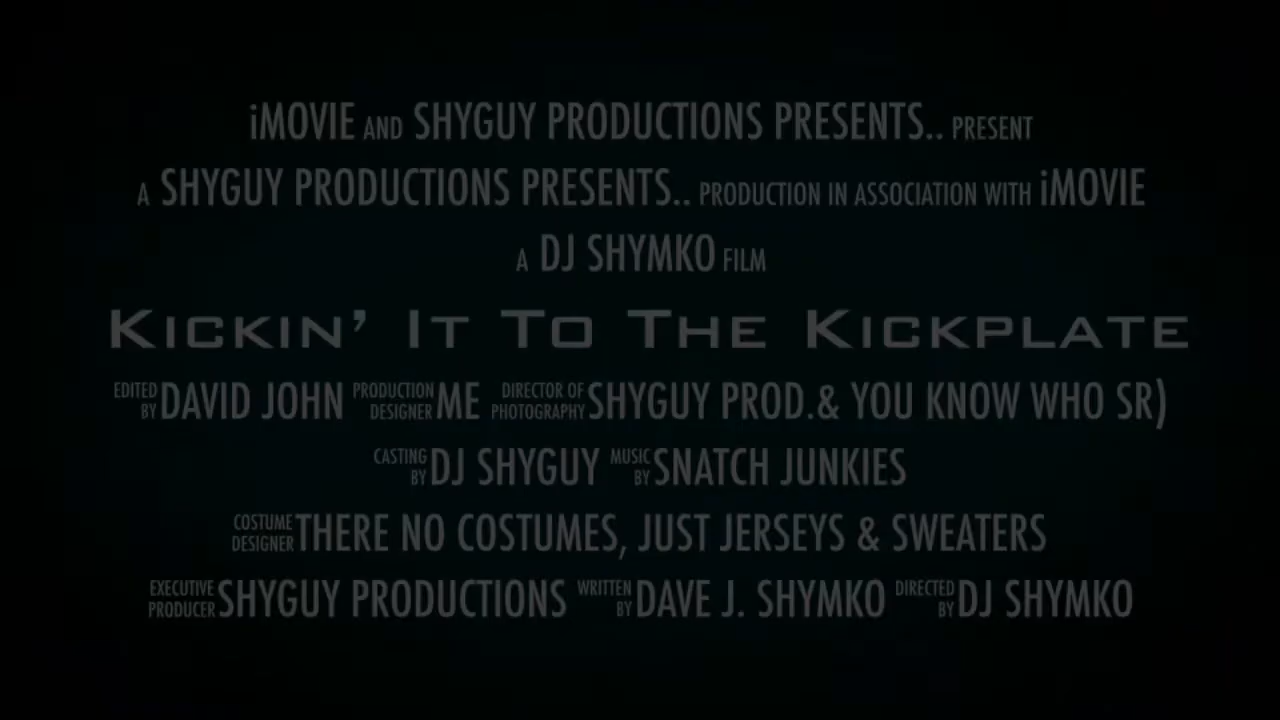 iMOVIE AND SHYGUY PRODUCTIONS PRESENTS.. PRESENT
A SHYGUY PRODUCTIONS PRESENTS.. PRODUCTION IN ASSOCIATION WITH iMOVIE
A DJ SHYMKO FILM
KICKIN' IT TO THE KICKPLATE
EDITED BY DAVID JOHN PRODUCTION DESIGNER ME DIRECTOR OF PHOTOGRAPHY SHYGUY PROD.& YOU KNOW WHO SR)
CASTING BY DJ SHYGUY MUSIC BY SNATCH JUNKIES
COSTUME DESIGNER THERE NO COSTUMES, JUST JERSEYS & SWEATERS
EXECUTIVE PRODUCER SHYGUY PRODUCTIONS WRITTEN BY DAVE J. SHYMKO DIRECTED BY DJ SHYMKO